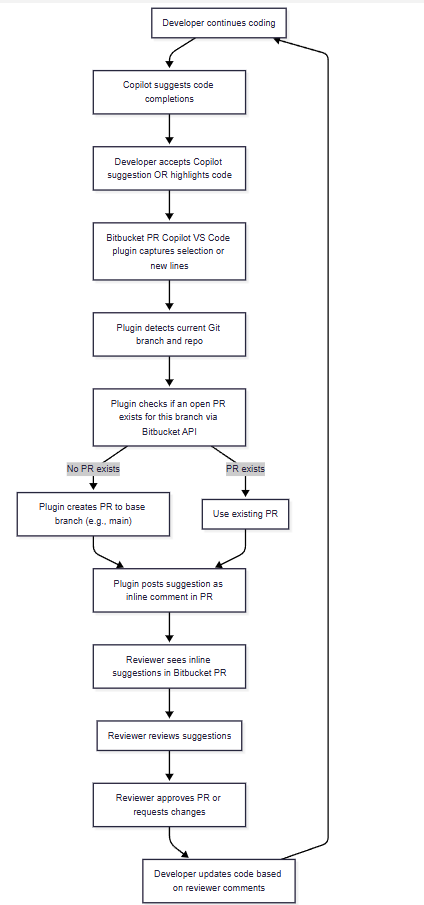 Developer continues coding
Copilot suggests code
completions
Developer accepts Copilot
suggestion OR highlights code
Bitbucket PR Copilot VS Code
plugin captures selection or
new lines
Plugin detects current Git
branch and repo
Plugin checks if an open PR
exists for this branch via
Bitbucket API
No PR exists
PR exists
Plugin creates PR to base
branch (e.g., main)
Use existing PR
Plugin posts suggestion as
inline comment in PR
Reviewer sees inline
suggestions in Bitbucket PR
Reviewer reviews suggestions
Reviewer approves PR or
requests changes
Developer updates code based
on reviewer comments